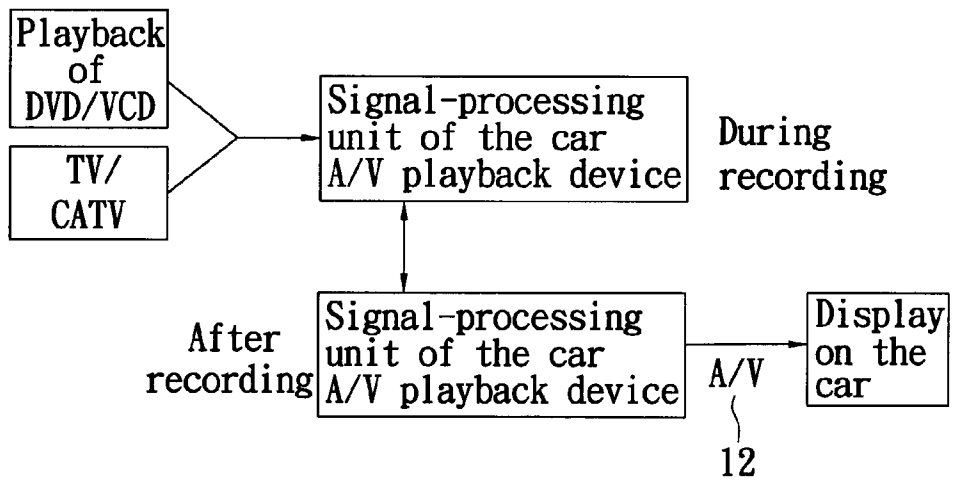 Playback
of
DVD/VCD
TV/
CATV
Signal-processing
unit of the car
A/V playback device
During
recording
After
recording
Signal-processing
unit of the car
A/V playback device
A/V
12
Display
on the
car